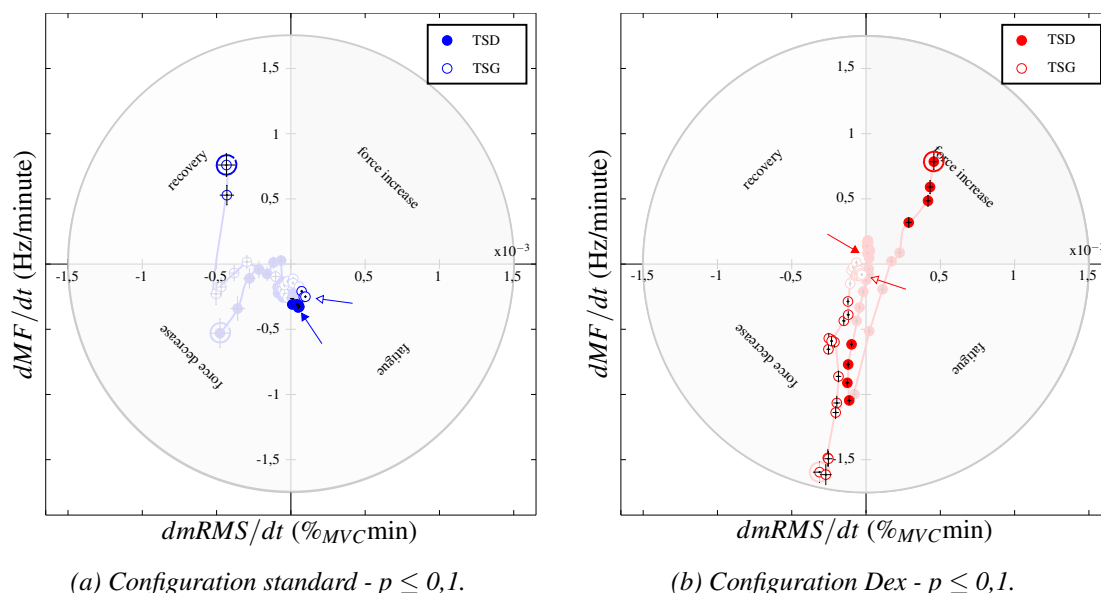 TSD
TSG
1,5
1
0,5
x10⁻³
-1,5
-1
-0,5
0,5
1
1,5
-0,5
-1
-1,5
recovery
force increase
force decrease
fatigue
dMF/dt (Hz/minute)
dmRMS/dt (%MVCmin)
(a) Configuration standard - p ≤ 0,1.
TSD
TSG
1,5
1
0,5
x10⁻³
-1,5
-1
-0,5
0,5
1
1,5
-0,5
-1
-1,5
recovery
force increase
force decrease
fatigue
dMF/dt (Hz/minute)
dmRMS/dt (%MVCmin)
(b) Configuration Dex - p ≤ 0,1.